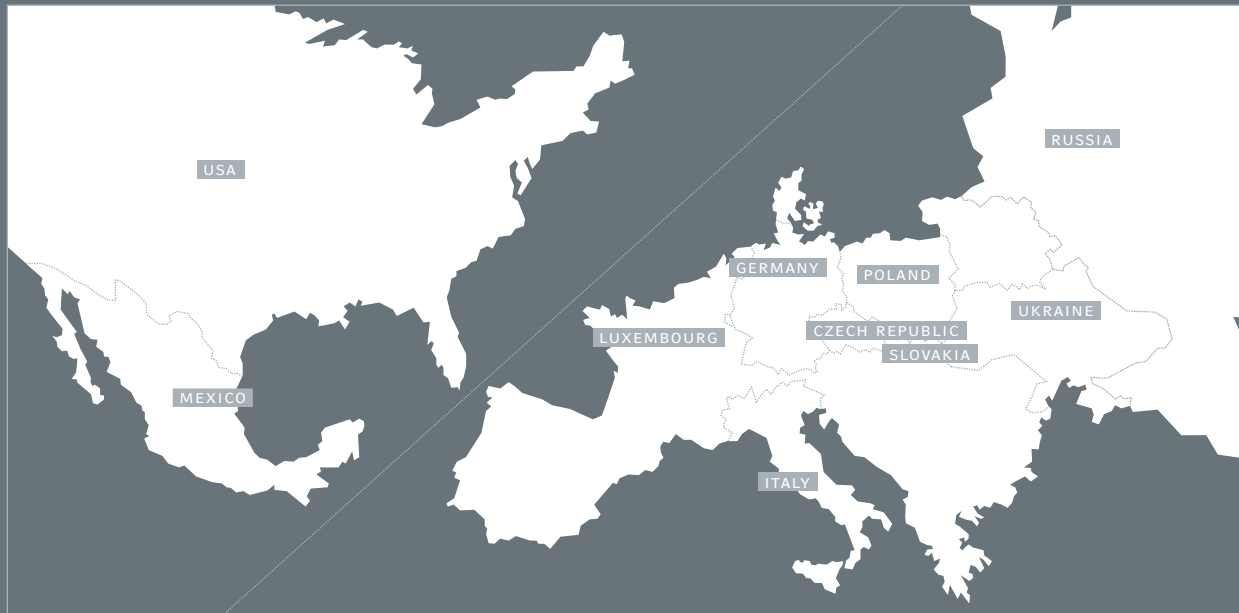 USA
RUSSIA
GERMANY
POLAND
UKRAINE
CZECH REPUBLIC
LUXEMBOURG
SLOVAKIA
MEXICO
ITALY